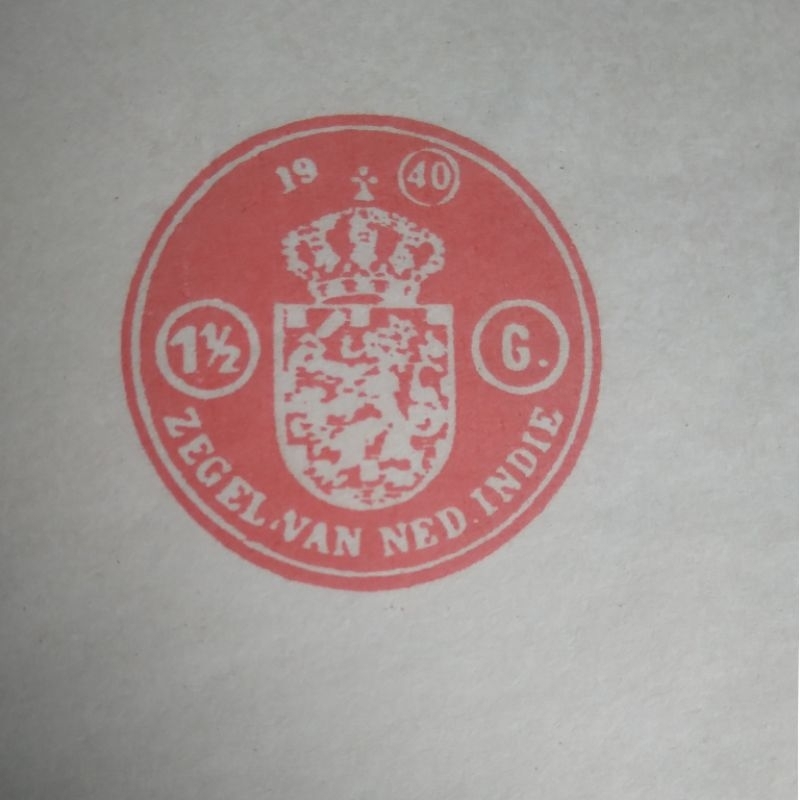 19 40
1½ G.
ZEGEL.VAN NED.INDIE